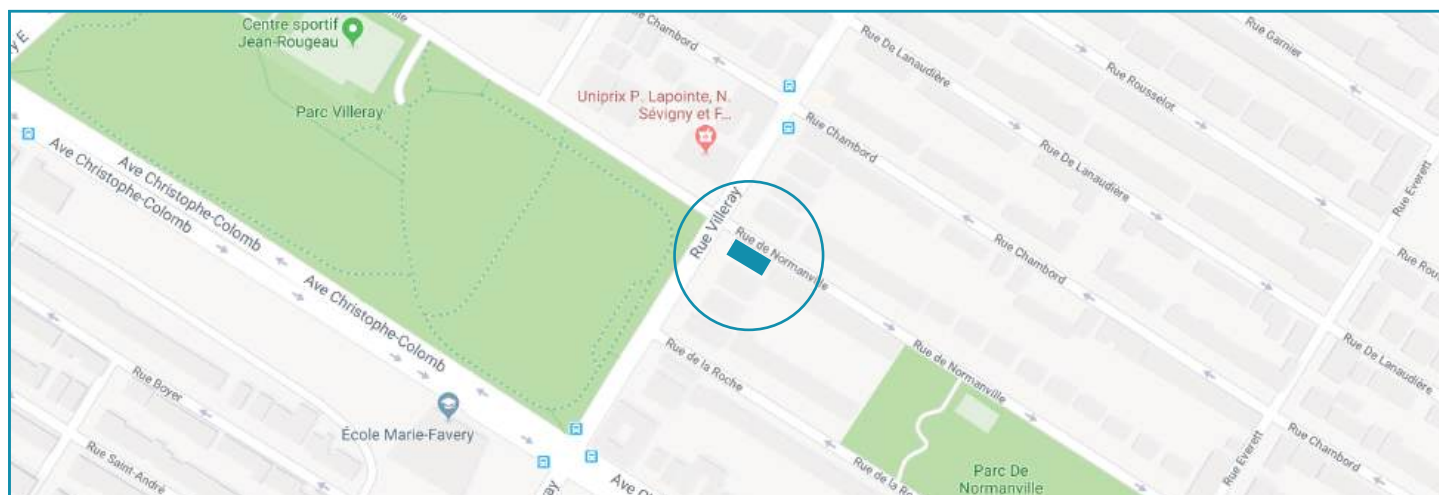 Centre sportif
Jean-Rougeau
Parc Villeray
Uniprix P. Lapointe, N.
Sévigny et F...
Rue Chambord
Rue De Lanaudière
Rue Rousselot
Rue Garnier
Rue Chambord
Rue De Lanaudière
Rue Everett
Ave Christophe-Colomb
Ave Christophe-Colomb
Rue Villeray
Rue de Normanville
Rue Chambord
Ave Christophe-Colomb
Rue de la Roche
Rue de Normanville
Rue De Lanaudière
Rue Boyer
École Marie-Favery
Rue Saint-André
Rue Everett
Rue Chambord
Parc De
Normanville